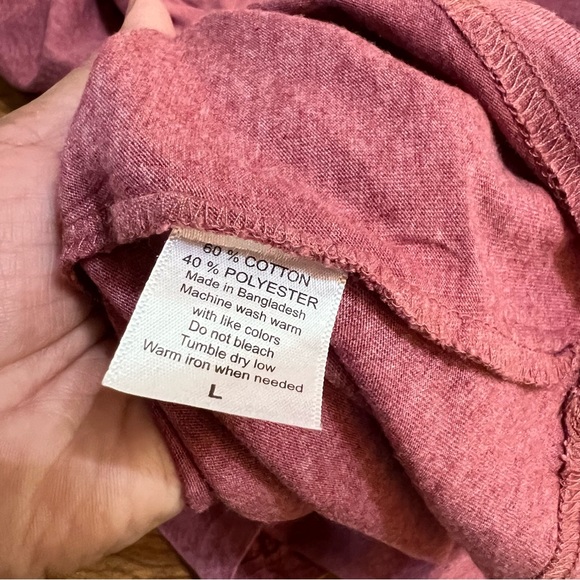 60 % COTTON
40 % POLYESTER
Made in Bangladesh
Machine wash warm
with like colors
Do not bleach
Tumble dry low
Warm iron when needed
L